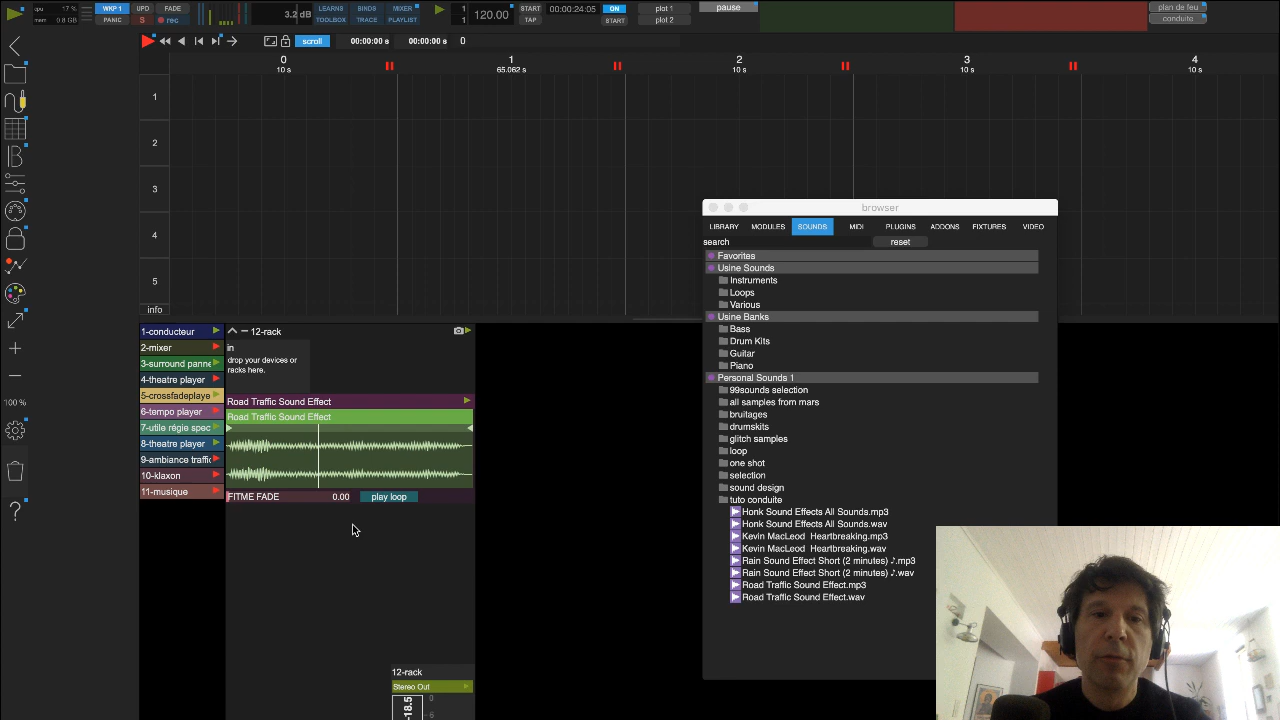 cpu 17 % WKP 1 UFO FADE 3.2 dB LEARNS BINDS MIXER 1 120.00 START 00:00:24:05 ON plot 1 pause plan de feu
mem 0.8 GB PANIC S rec TOOLBOX TRACE PLAYLIST 1 TAP START plot 2 conduite
scroll 00:00:00 s 00:00:00 s 0
0 1 2 3 4
10 s 65.062 s 10 s 10 s 10 s
1
2
3
4
5
info
100 %
1-conducteur
2-mixer
3-surround panne
4-theatre player
5-crossfadeplaye
6-tempo player
7-utile régie spec
8-theatre player
9-ambiance traffic
10-klaxon
11-musique
12-rack
in
drop your devices or
racks here.
Road Traffic Sound Effect
Road Traffic Sound Effect
FITME FADE 0.00 play loop
12-rack
Stereo Out
-18.5
0
browser
LIBRARY MODULES SOUNDS MIDI PLUGINS ADDONS FIXTURES VIDEO
search reset
Favorites
Usine Sounds
Instruments
Loops
Various
Usine Banks
Bass
Drum Kits
Guitar
Piano
Personal Sounds 1
99sounds selection
all samples from mars
bruitages
drumskits
glitch samples
loop
one shot
selection
sound design
tuto conduite
Honk Sound Effects All Sounds.mp3
Honk Sound Effects All Sounds.wav
Kevin MacLeod Heartbreaking.mp3
Kevin MacLeod Heartbreaking.wav
Rain Sound Effect Short (2 minutes) ♪.mp3
Rain Sound Effect Short (2 minutes) ♪.wav
Road Traffic Sound Effect.mp3
Road Traffic Sound Effect.wav